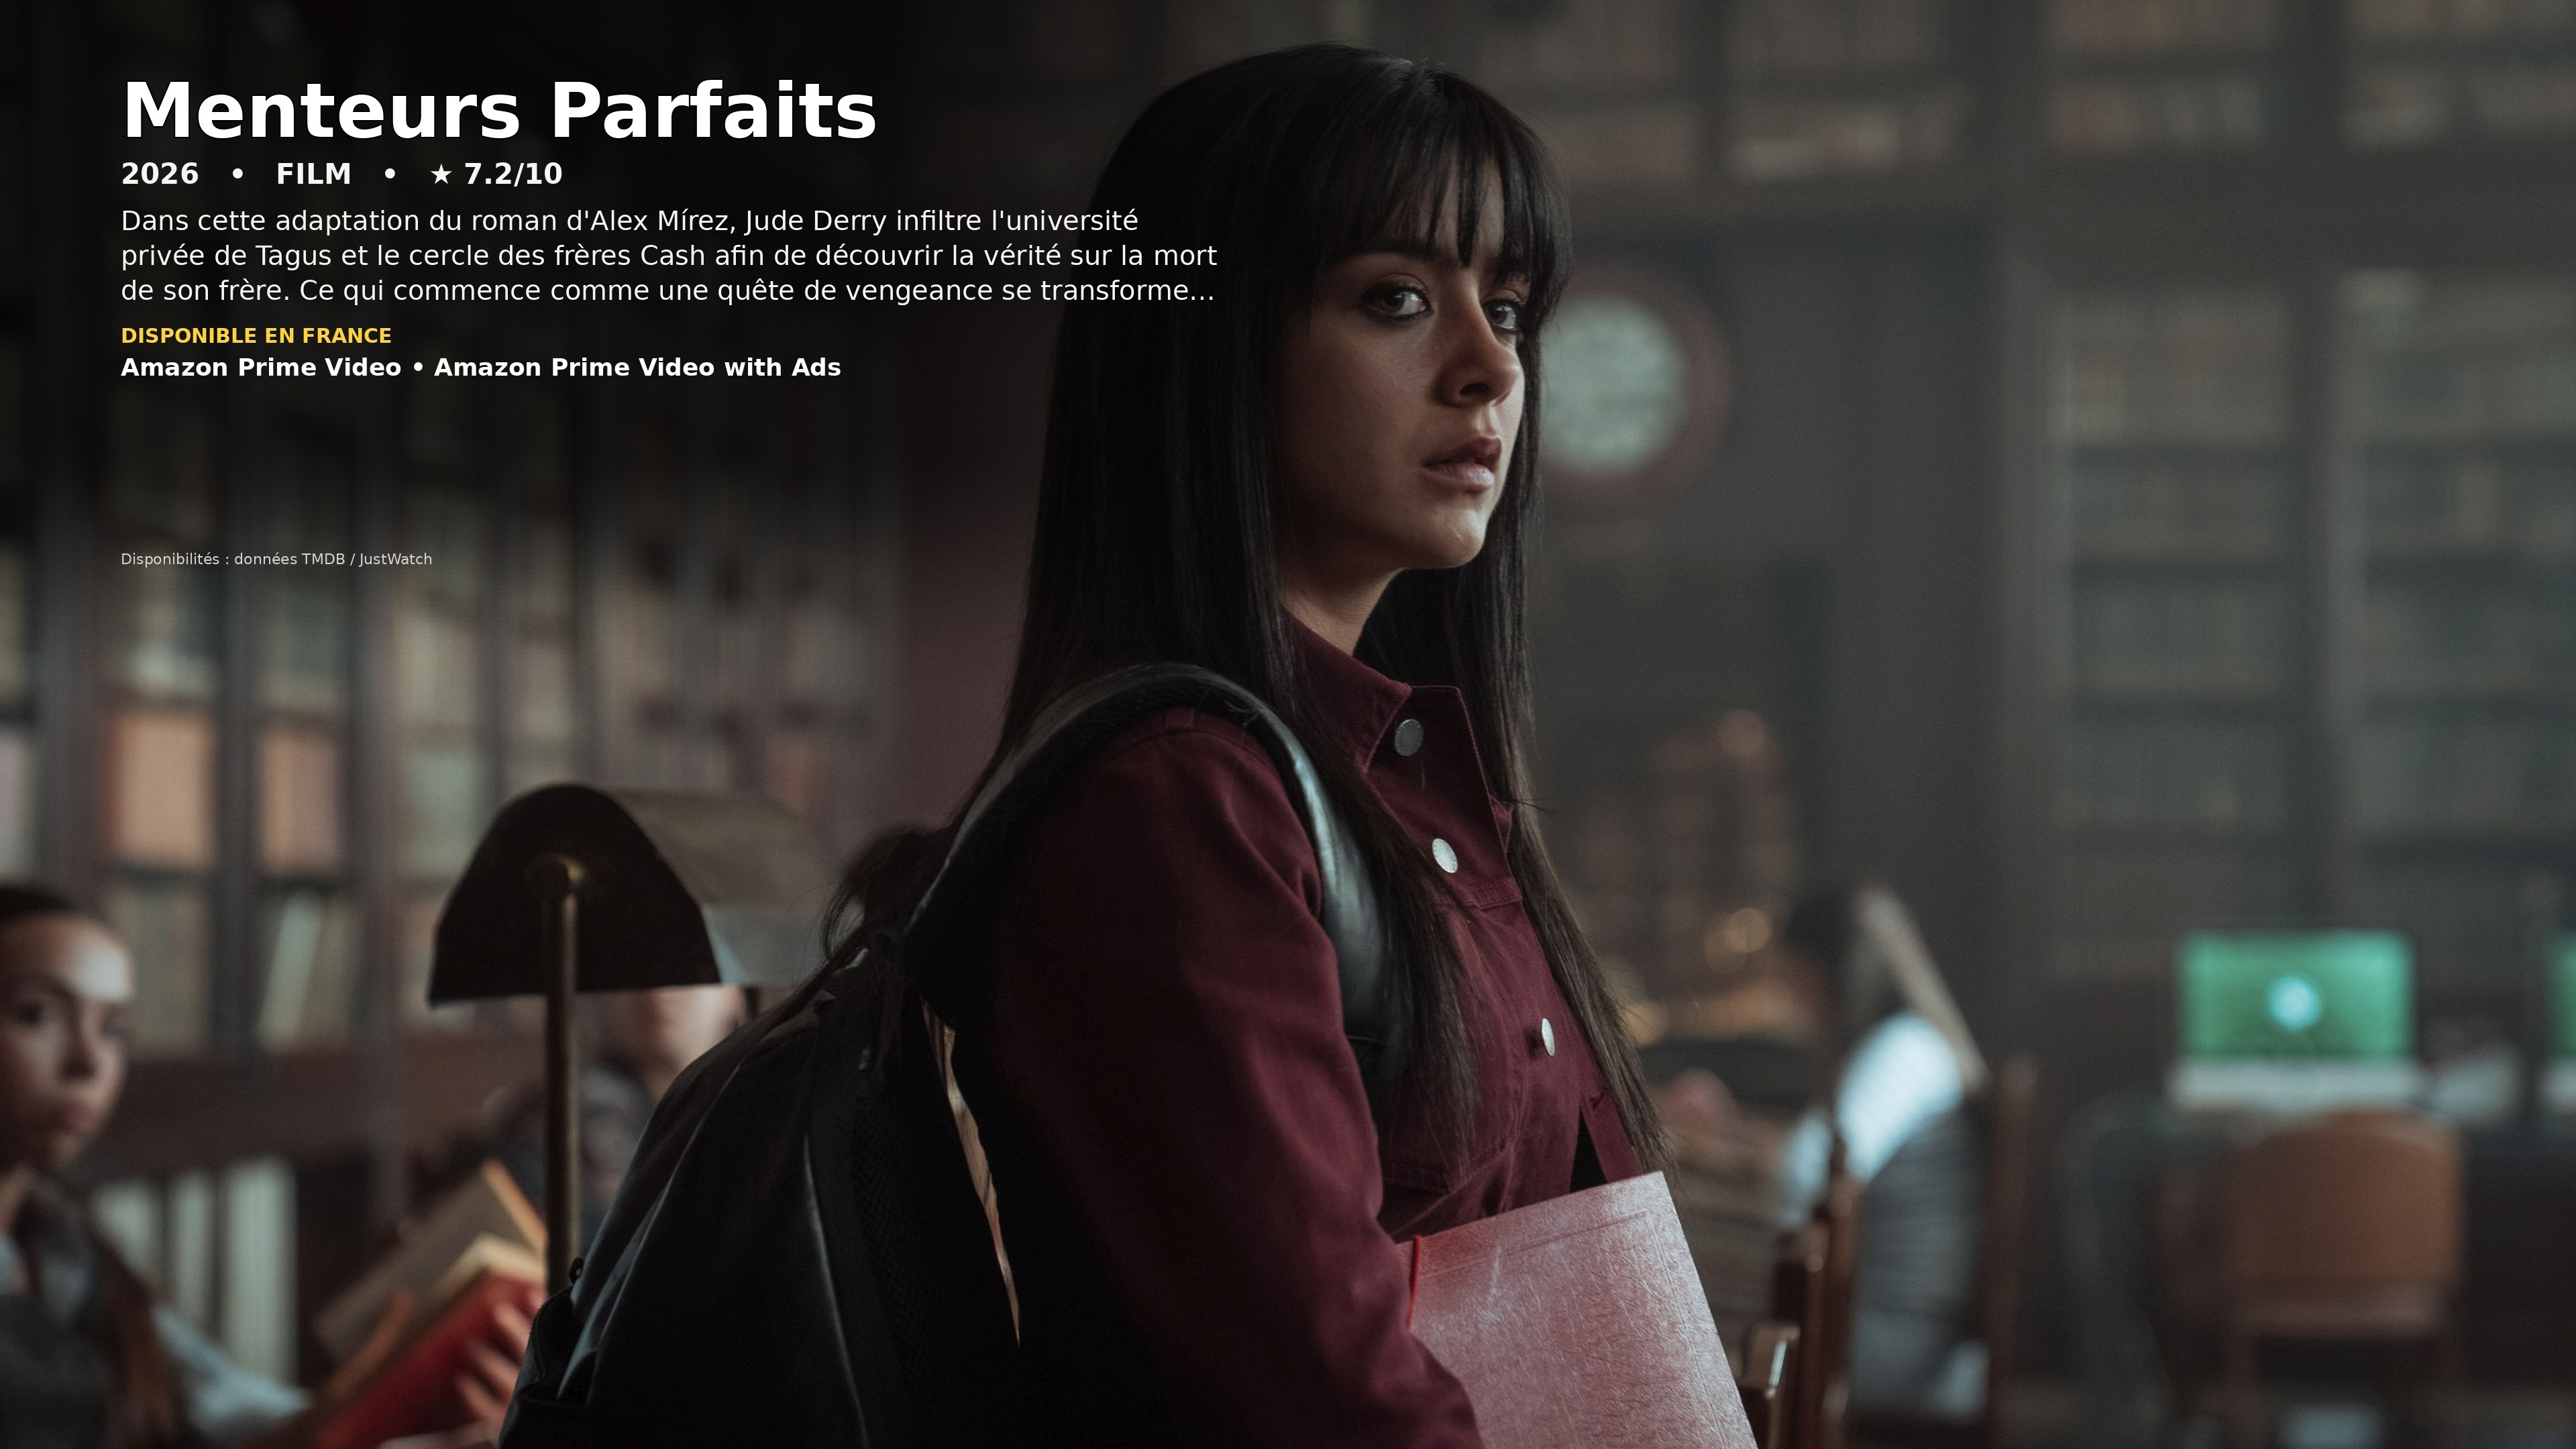 Menteurs Parfaits
2026 • FILM • ★ 7.2/10
Dans cette adaptation du roman d'Alex Mírez, Jude Derry infiltre l'université
privée de Tagus et le cercle des frères Cash afin de découvrir la vérité sur la mort
de son frère. Ce qui commence comme une quête de vengeance se transforme...
DISPONIBLE EN FRANCE
Amazon Prime Video • Amazon Prime Video with Ads
Disponibilités : données TMDB / JustWatch